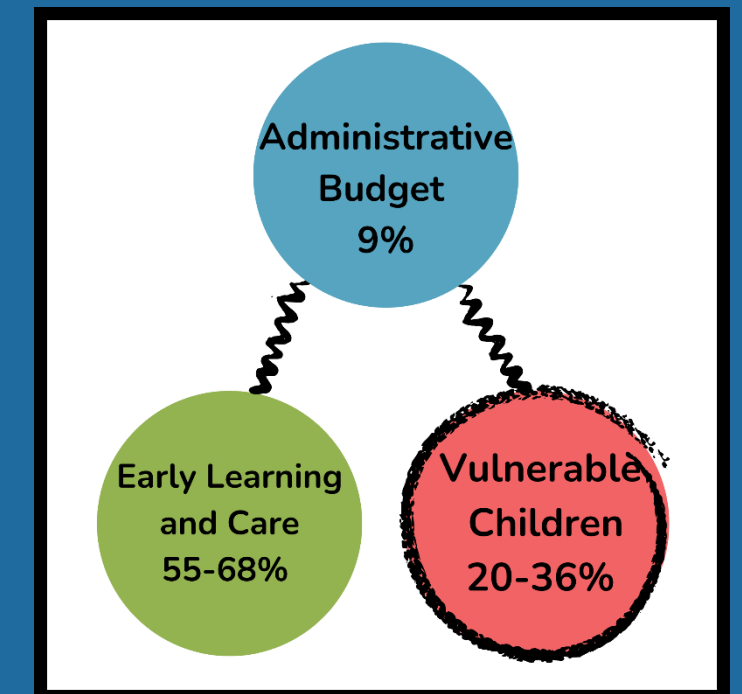 Administrative
Budget
9%
Early Learning
and Care
55-68%
Vulnerable
Children
20-36%